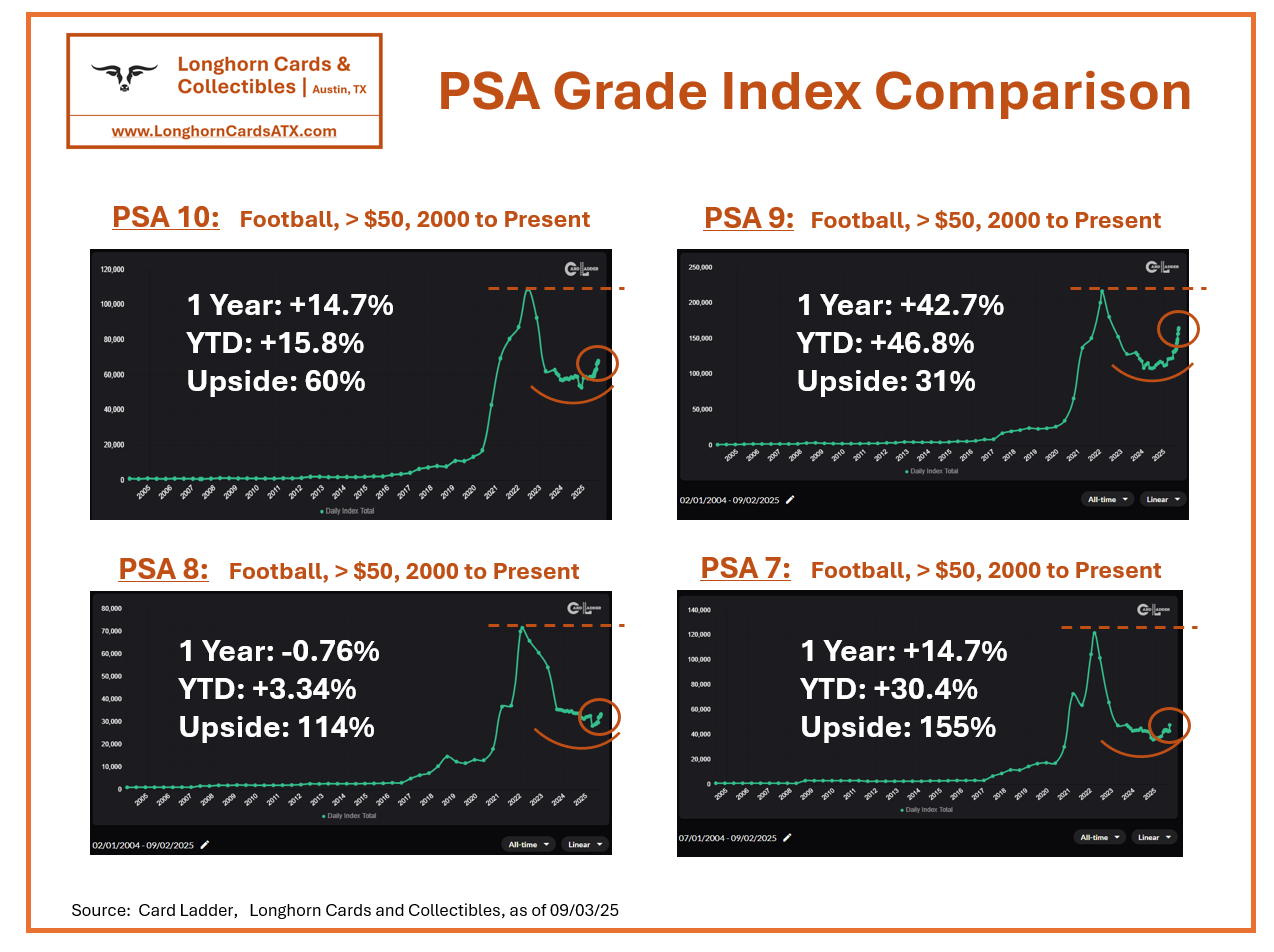 Longhorn Cards &
Collectibles | Austin, TX
www.LonghornCardsATX.com
PSA Grade Index Comparison
PSA 10: Football, > $50, 2000 to Present
CARD LADDER
120,000
100,000
80,000
60,000
40,000
20,000
0
1 Year: +14.7%
YTD: +15.8%
Upside: 60%
2005 2006 2007 2008 2009 2010 2011 2012 2013 2014 2015 2016 2017 2018 2019 2020 2021 2022 2023 2024 2025
Daily Index Total
PSA 9: Football, > $50, 2000 to Present
CARD LADDER
250,000
200,000
150,000
100,000
50,000
0
1 Year: +42.7%
YTD: +46.8%
Upside: 31%
2005 2006 2007 2008 2009 2010 2011 2012 2013 2014 2015 2016 2017 2018 2019 2020 2021 2022 2023 2024 2025
Daily Index Total
02/01/2004 - 09/02/2025 All-time Linear
PSA 8: Football, > $50, 2000 to Present
CARD LADDER
80,000
70,000
60,000
50,000
40,000
30,000
20,000
10,000
0
1 Year: -0.76%
YTD: +3.34%
Upside: 114%
2005 2006 2007 2008 2009 2010 2011 2012 2013 2014 2015 2016 2017 2018 2019 2020 2021 2022 2023 2024 2025
Daily Index Total
02/01/2004 - 09/02/2025 All-time Linear
PSA 7: Football, > $50, 2000 to Present
CARD LADDER
140,000
120,000
100,000
80,000
60,000
40,000
20,000
0
1 Year: +14.7%
YTD: +30.4%
Upside: 155%
2005 2006 2007 2008 2009 2010 2011 2012 2013 2014 2015 2016 2017 2018 2019 2020 2021 2022 2023 2024 2025
Daily Index Total
07/01/2004 - 09/02/2025 All-time Linear
Source: Card Ladder, Longhorn Cards and Collectibles, as of 09/03/25